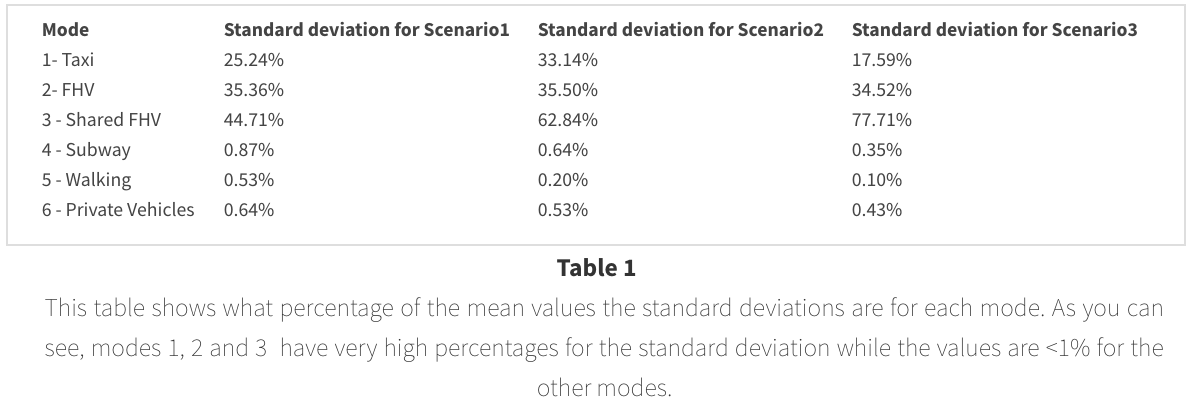 Mode Standard deviation for Scenario1 Standard deviation for Scenario2 Standard deviation for Scenario3
1- Taxi 25.24% 33.14% 17.59%
2- FHV 35.36% 35.50% 34.52%
3 - Shared FHV 44.71% 62.84% 77.71%
4 - Subway 0.87% 0.64% 0.35%
5 - Walking 0.53% 0.20% 0.10%
6 - Private Vehicles 0.64% 0.53% 0.43%
Table 1
This table shows what percentage of the mean values the standard deviations are for each mode. As you can
see, modes 1, 2 and 3  have very high percentages for the standard deviation while the values are <1% for the
other modes.